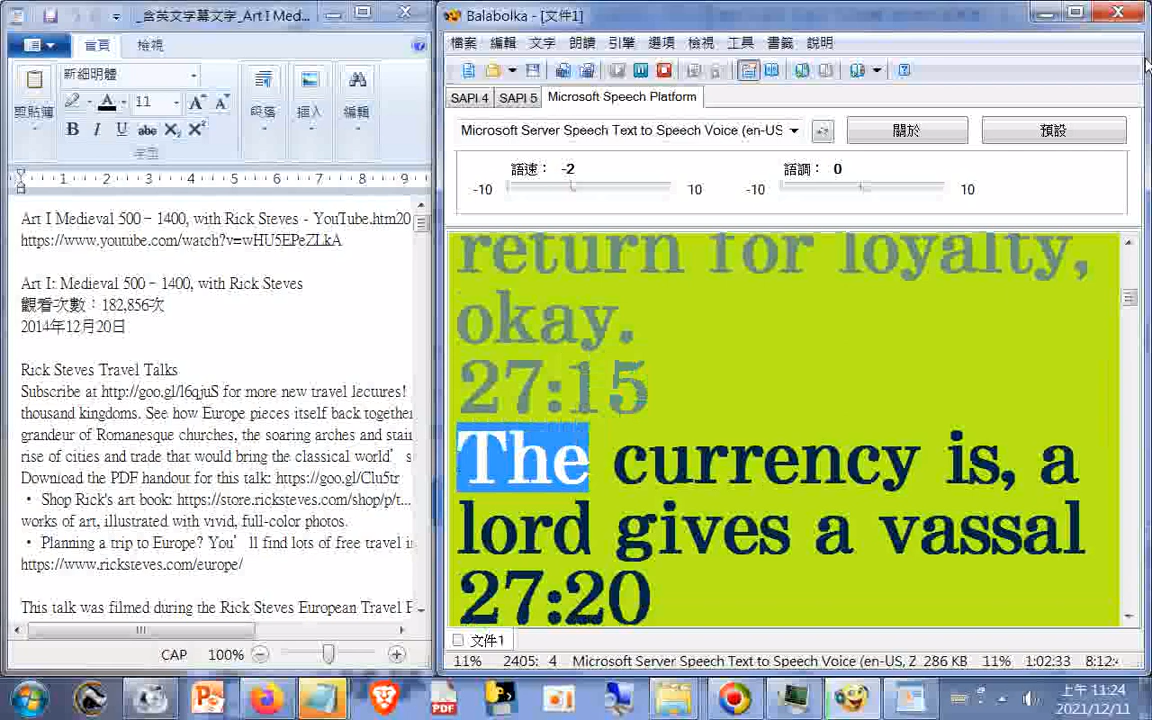 _含英文字幕文字_Art I Med...
首頁
檢視
剪貼簿
新細明體
11
A A A
B I U abc X₂ X²
字型
段落
插入
編輯
1 2 3 4 5 6 7 8 9
Art I Medieval 500–1400, with Rick Steves - YouTube.htm20
https://www.youtube.com/watch?v=wHU5EPeZLkA
Art I: Medieval 500–1400, with Rick Steves
觀看次數：182,856次
2014年12月20日
Rick Steves Travel Talks
Subscribe at http://goo.gl/l6qjuS for more new travel lectures!
thousand kingdoms. See how Europe pieces itself back together
grandeur of Romanesque churches, the soaring arches and stai
rise of cities and trade that would bring the classical world’s
Download the PDF handout for this talk: https://goo.gl/Clu5tr
• Shop Rick's art book: https://store.ricksteves.com/shop/p/t...
works of art, illustrated with vivid, full-color photos.
• Planning a trip to Europe? You’ll find lots of free travel i
https://www.ricksteves.com/europe/
This talk was filmed during the Rick Steves European Travel F
CAP 100%
Balabolka - [文件1]
檔案 編輯 文字 朗讀 引擎 選項 檢視 工具 書籤 說明
SAPI 4 SAPI 5 Microsoft Speech Platform
Microsoft Server Speech Text to Speech Voice (en-US
關於
預設
語速： -2
語調： 0
-10 10 -10 10
return for loyalty,
okay.
27:15
The currency is, a
lord gives a vassal
27:20
文件1
11% 2405: 4 Microsoft Server Speech Text to Speech Voice (en-US, Z 286 KB 11% 1:02:33 8:12:
PDF
上午 11:24
2021/12/11